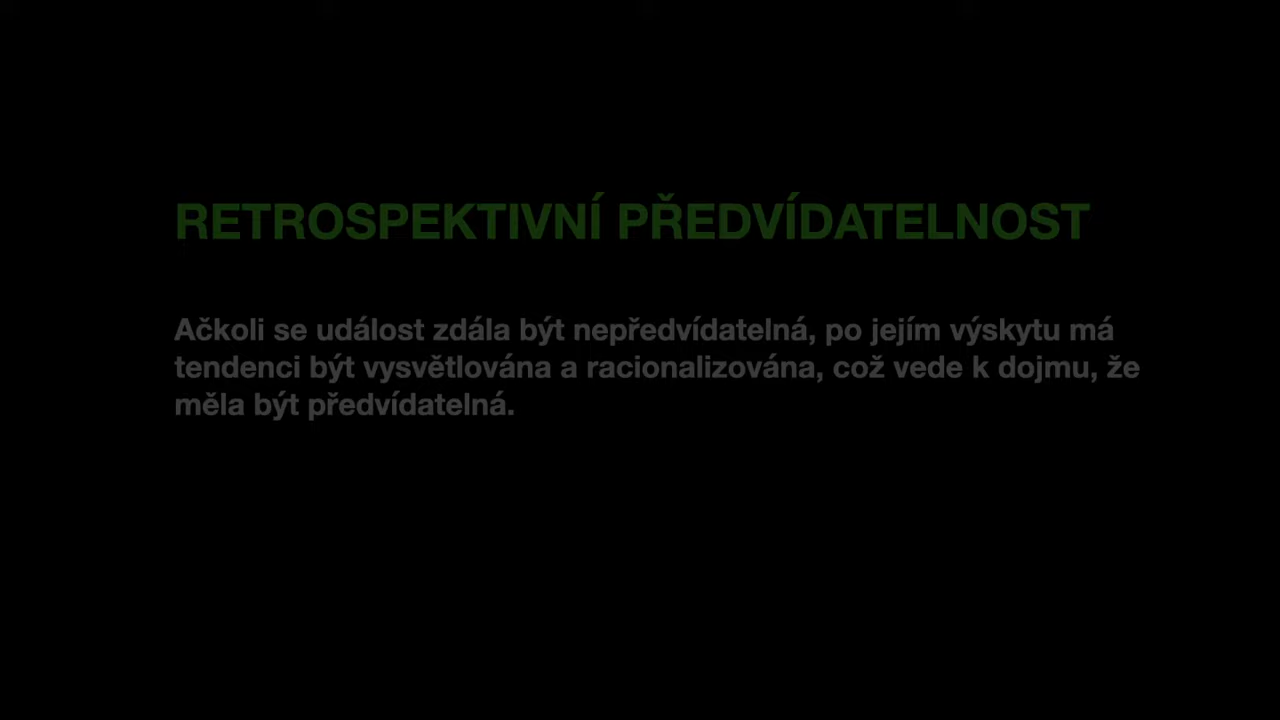 RETROSPEKTIVNÍ PŘEDVÍDATELNOST
Ačkoli se událost zdála být nepředvídatelná, po jejím výskytu má
tendenci být vysvětlována a racionalizována, což vede k dojmu, že
měla být předvídatelná.